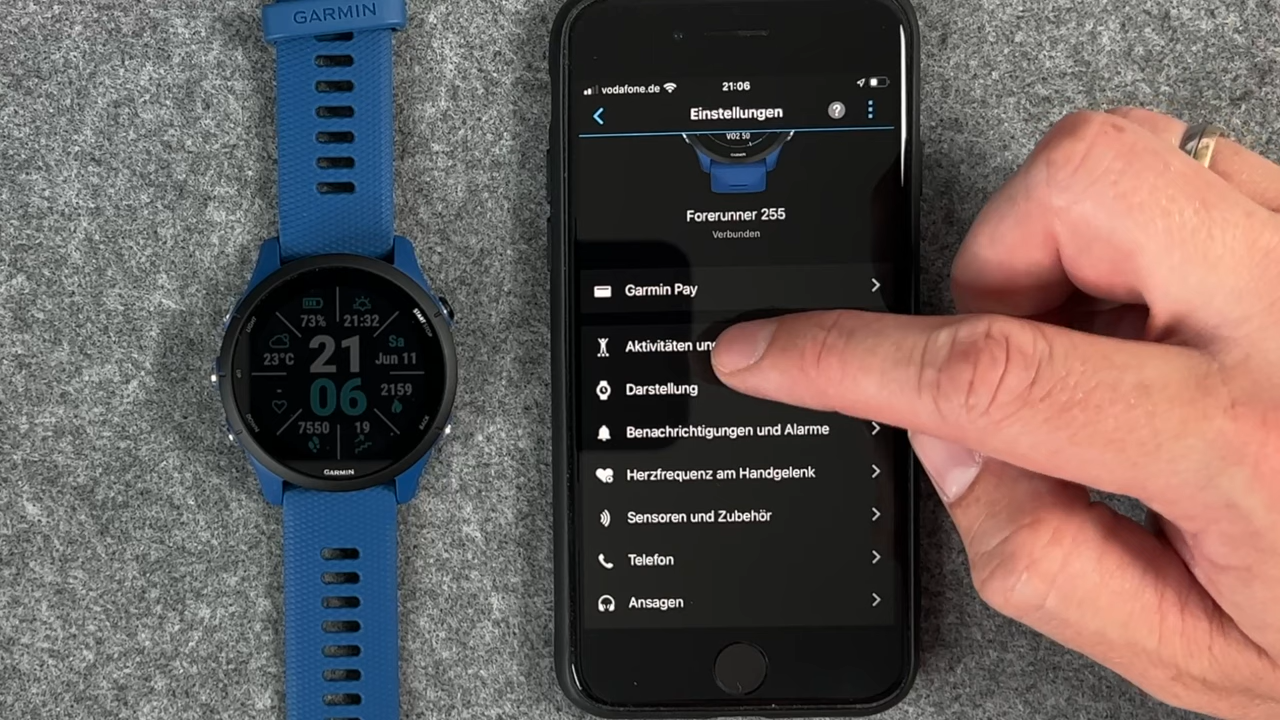 GARMIN
73%
21:32
23°C
21
Sa
Jun 11
-
06
2159
7550
19
START
BACK
GARMIN
vodafone.de
21:06
Einstellungen
?
VO2 50
Forerunner 255
Verbunden
Garmin Pay
Aktivitäten
Darstellung
Benachrichtigungen und Alarme
Herzfrequenz am Handgelenk
Sensoren und Zubehör
Telefon
Ansagen